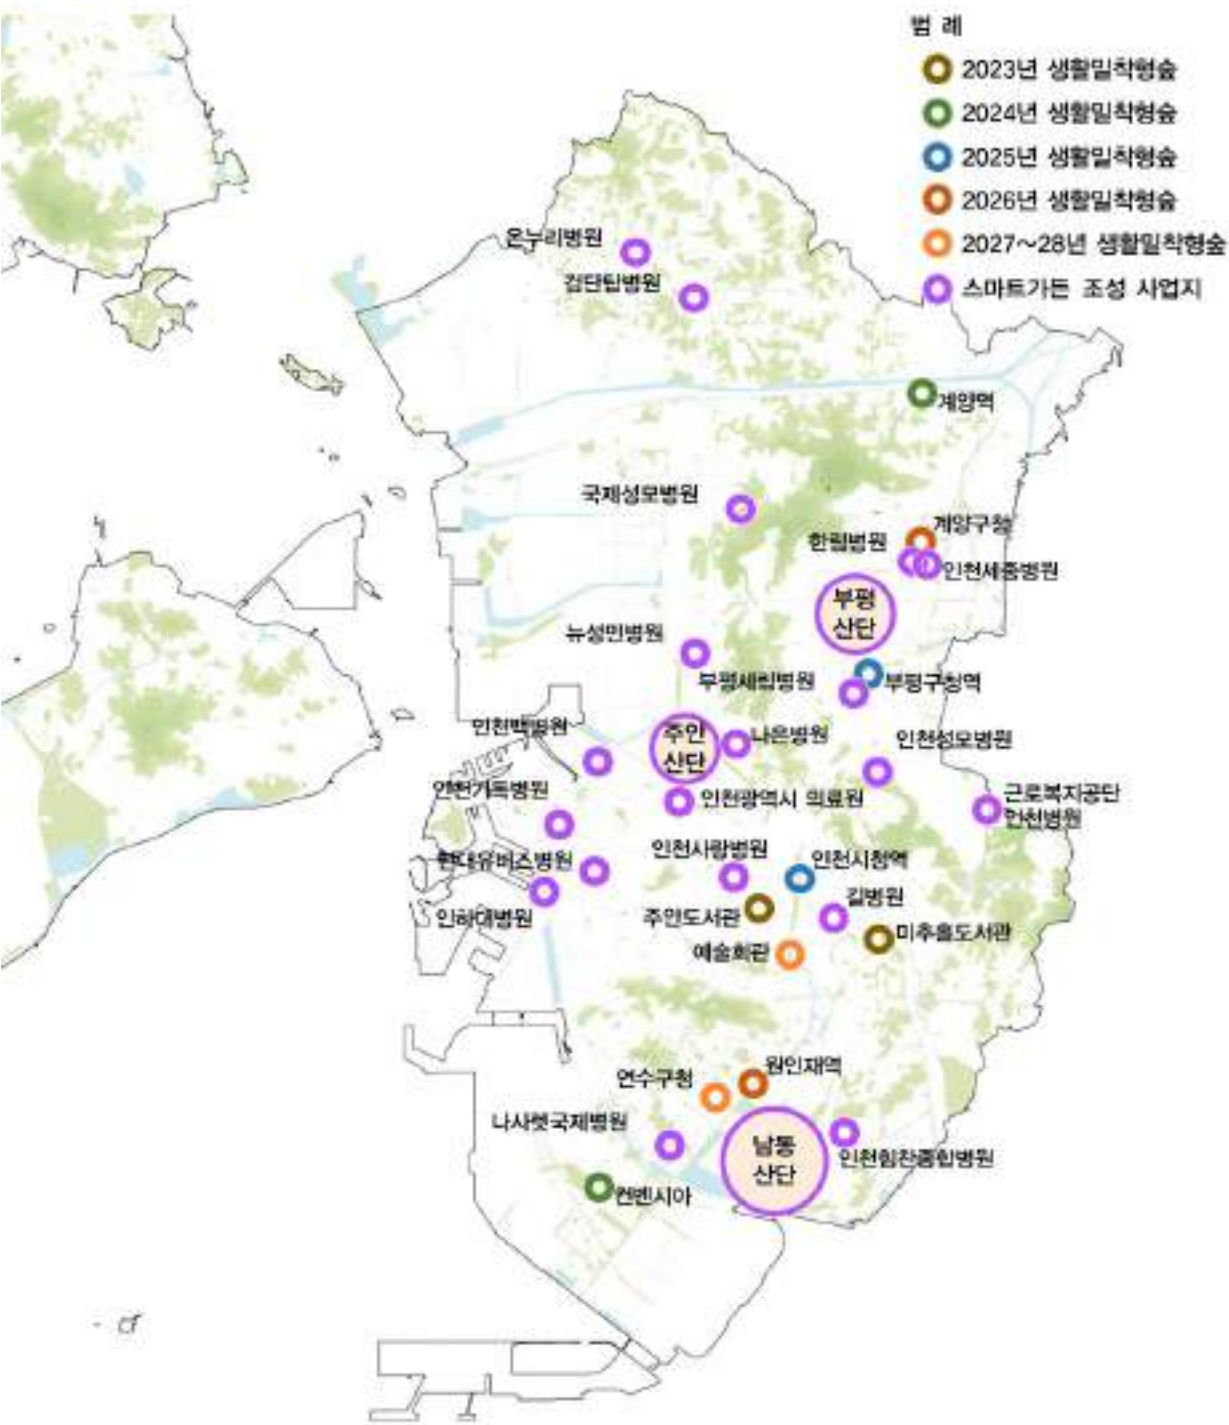 범 례
2023년 생활밀착형숲
2024년 생활밀착형숲
2025년 생활밀착형숲
2026년 생활밀착형숲
2027~28년 생활밀착형숲
스마트가든 조성 사업지
온누리병원
검단탑병원
계양역
국제성모병원
계양구청
한림병원
인천세종병원
부평
산단
뉴성민병원
부평세림병원
부평구청역
인천백병원
주안
산단
나은병원
인천성모병원
인천기독병원
인천광역시 의료원
근로복지공단
인천병원
현대유비스병원
인천사랑병원
인천시청역
길병원
인하대병원
주안도서관
미추홀도서관
예술회관
원인재역
연수구청
나사렛국제병원
남동
산단
인천힘찬종합병원
컨벤시아